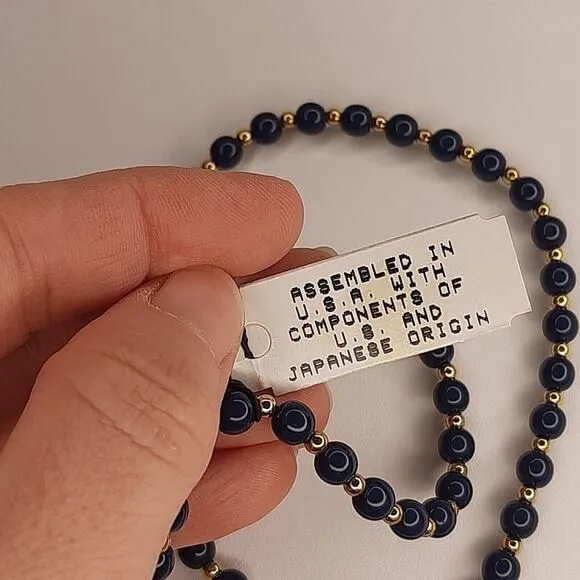 ASSEMBLED IN
U.S.A. WITH
COMPONENTS OF
U.S. AND
JAPANESE ORIGIN